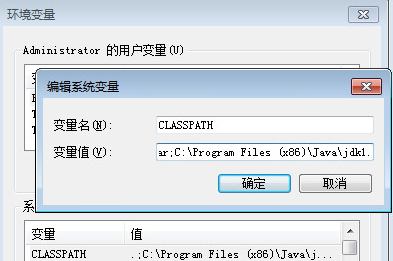 环境变量
Administrator 的用户变量(U)
编辑系统变量
变量名(N):
CLASSPATH
变量值(V):
ar;C:\Program Files (x86)\Java\jdk1.
确定
取消
变量
值
CLASSPATH
.;C:\Program Files (x86)\Java\j...